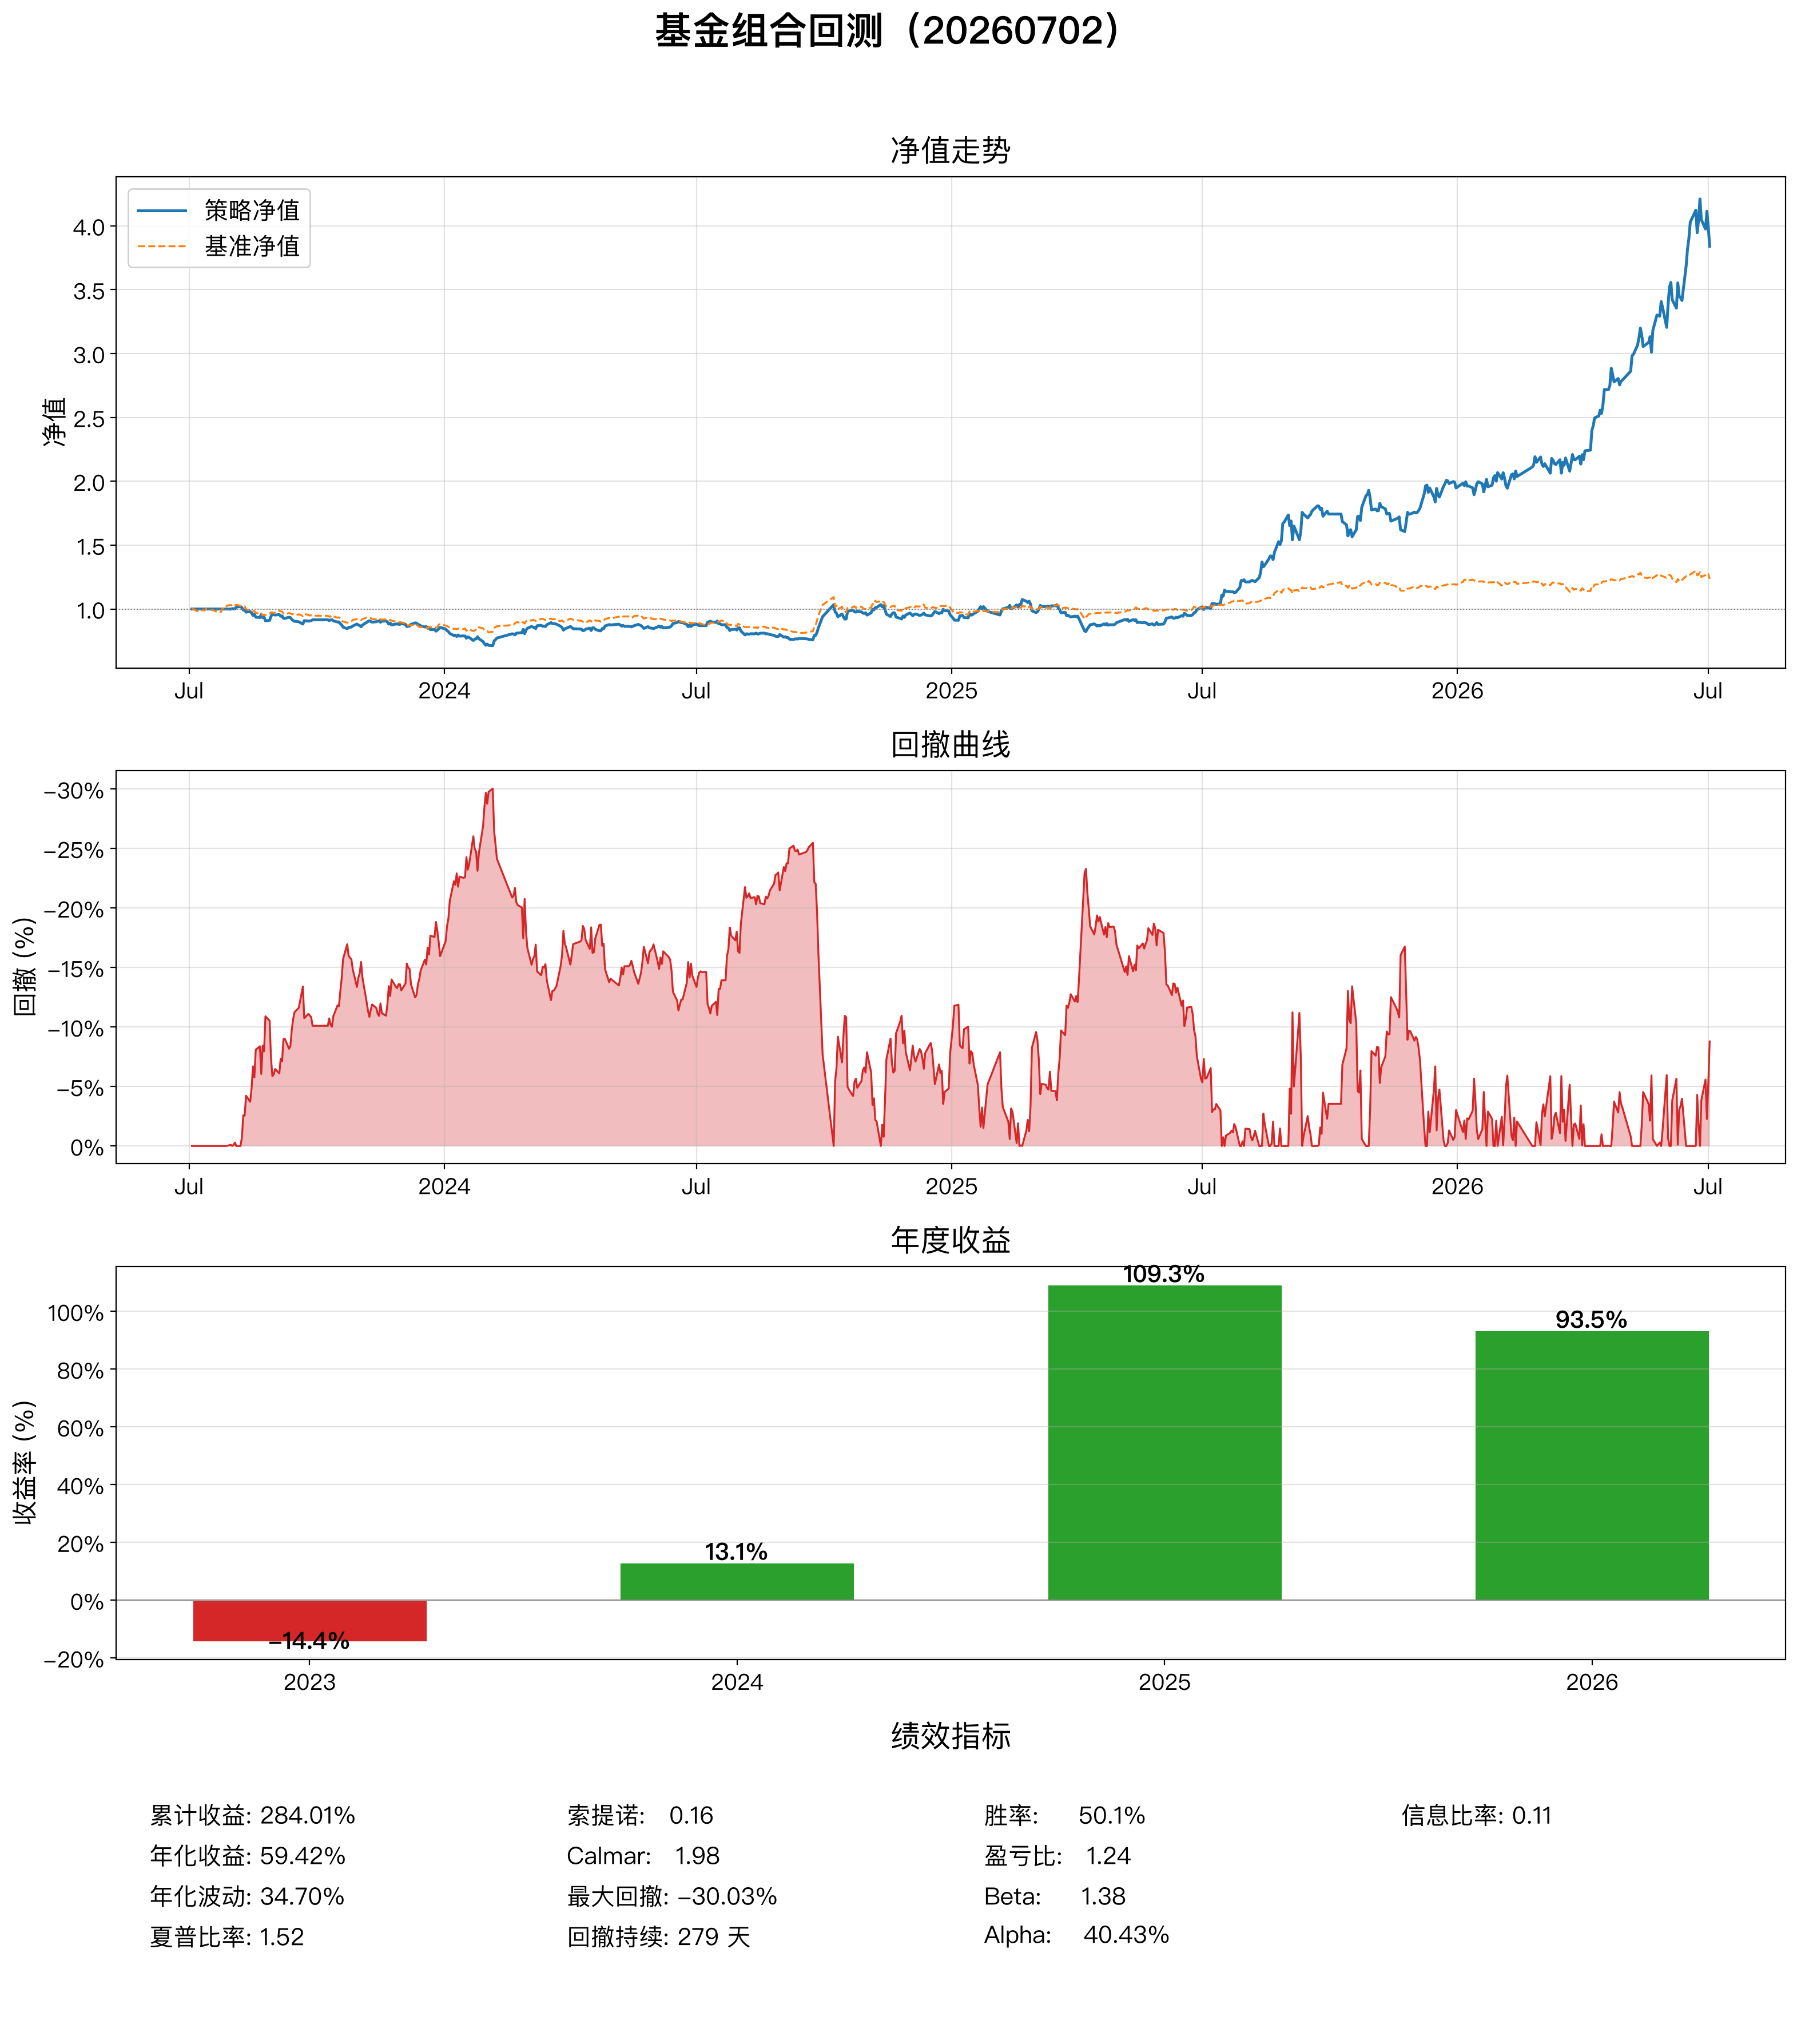 基金组合回测（20260702）
净值走势
策略净值
基准净值
净值
4.0
3.5
3.0
2.5
2.0
1.5
1.0
Jul 2024 Jul 2025 Jul 2026 Jul
回撤曲线
回撤 (%)
−30%
−25%
−20%
−15%
−10%
−5%
0%
Jul 2024 Jul 2025 Jul 2026 Jul
年度收益
收益率 (%)
100%
80%
60%
40%
20%
0%
−20%
−14.4%
13.1%
109.3%
93.5%
2023 2024 2025 2026
绩效指标
累计收益: 284.01%
年化收益: 59.42%
年化波动: 34.70%
夏普比率: 1.52
索提诺: 0.16
Calmar: 1.98
最大回撤: −30.03%
回撤持续: 279 天
胜率: 50.1%
盈亏比: 1.24
Beta: 1.38
Alpha: 40.43%
信息比率: 0.11